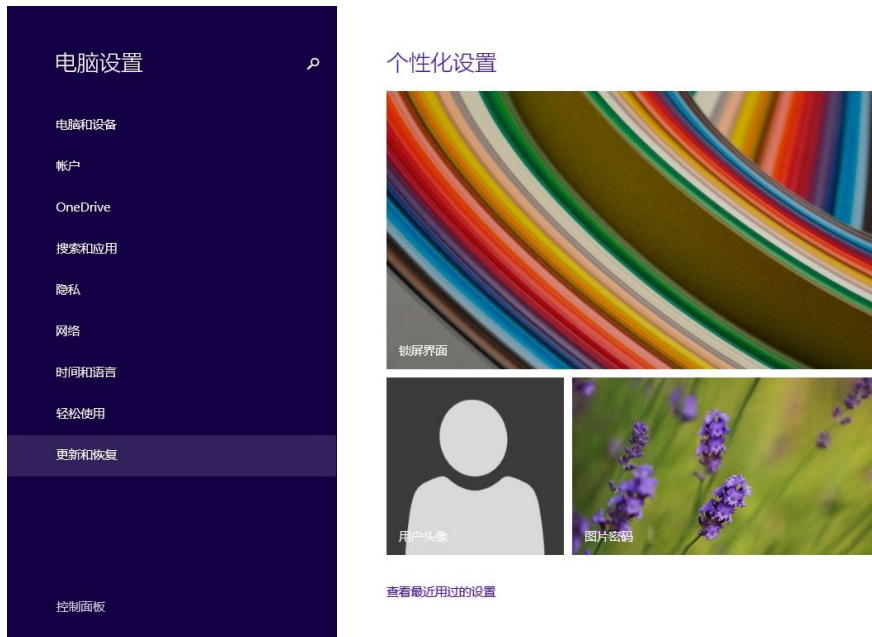 电脑设置
电脑和设备
帐户
OneDrive
搜索和应用
隐私
网络
时间和语言
轻松使用
更新和恢复
控制面板
个性化设置
锁屏界面
用户头像
图片密码
查看最近用过的设置